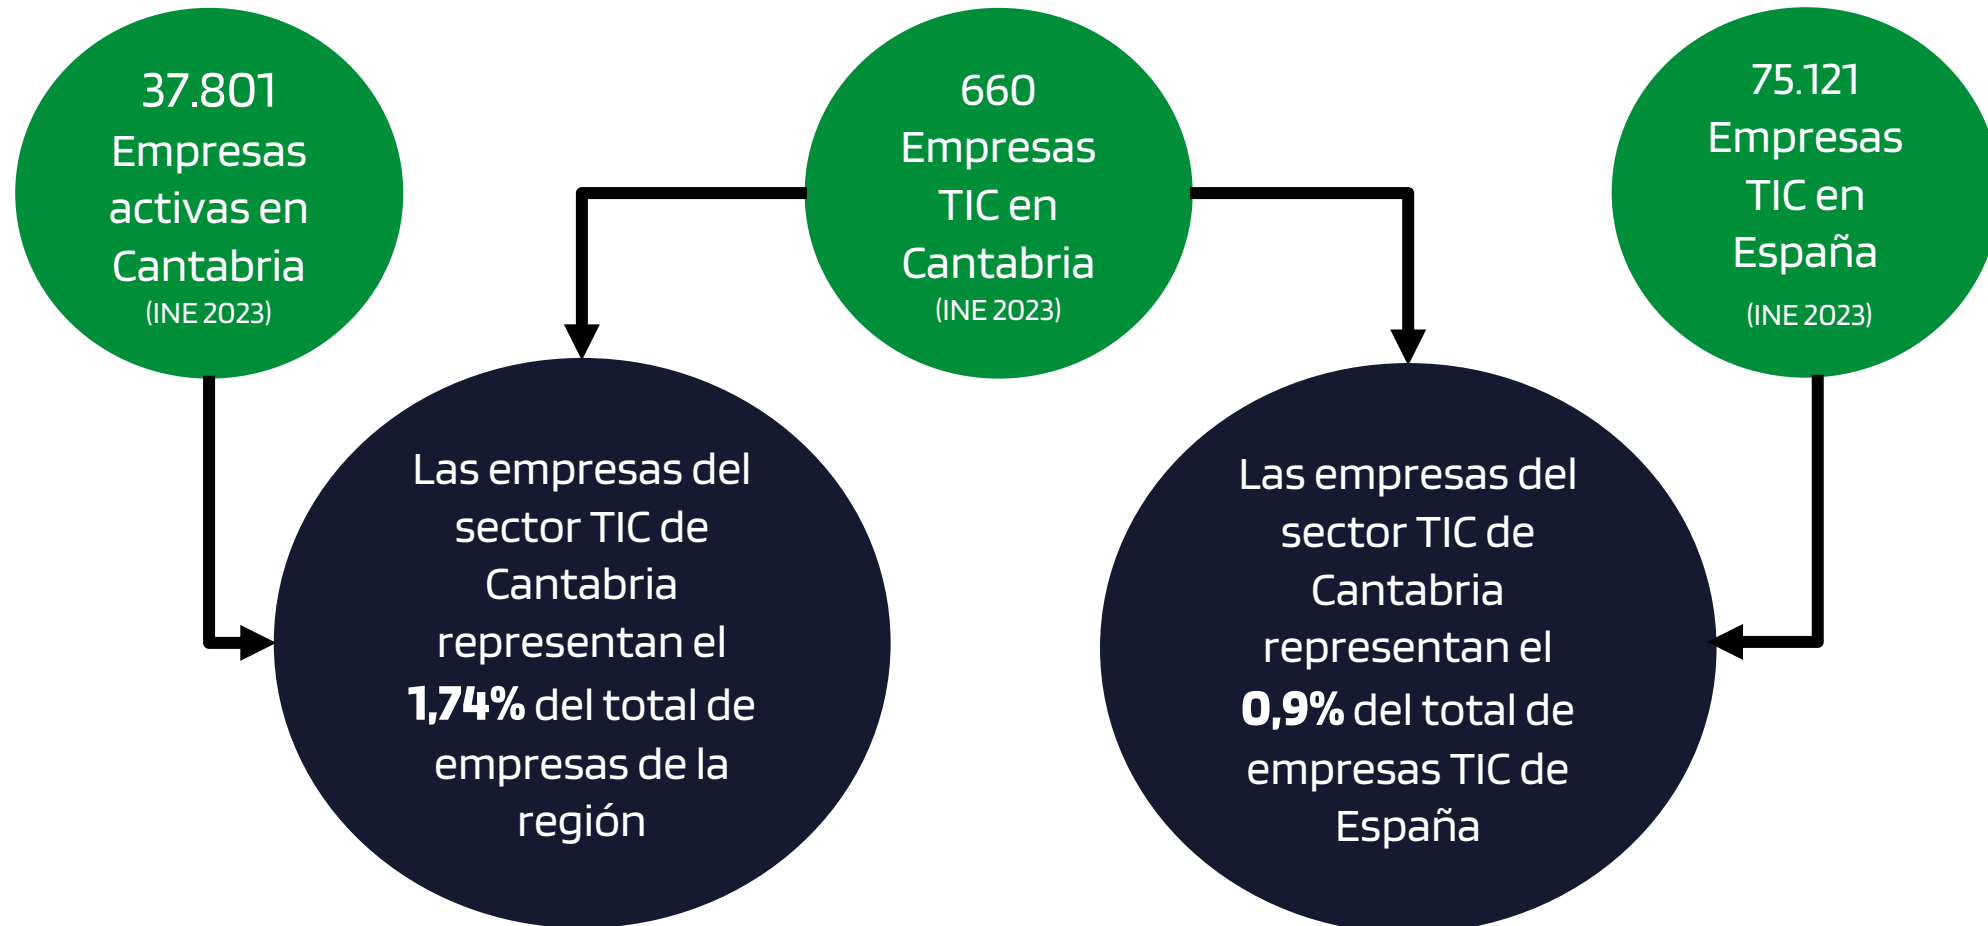 37.801
Empresas
activas en
Cantabria
(INE 2023)
660
Empresas
TIC en
Cantabria
(INE 2023)
75.121
Empresas
TIC en
España
(INE 2023)
Las empresas del
sector TIC de
Cantabria
representan el
1,74% del total de
empresas de la
región
Las empresas del
sector TIC de
Cantabria
representan el
0,9% del total de
empresas TIC de
España